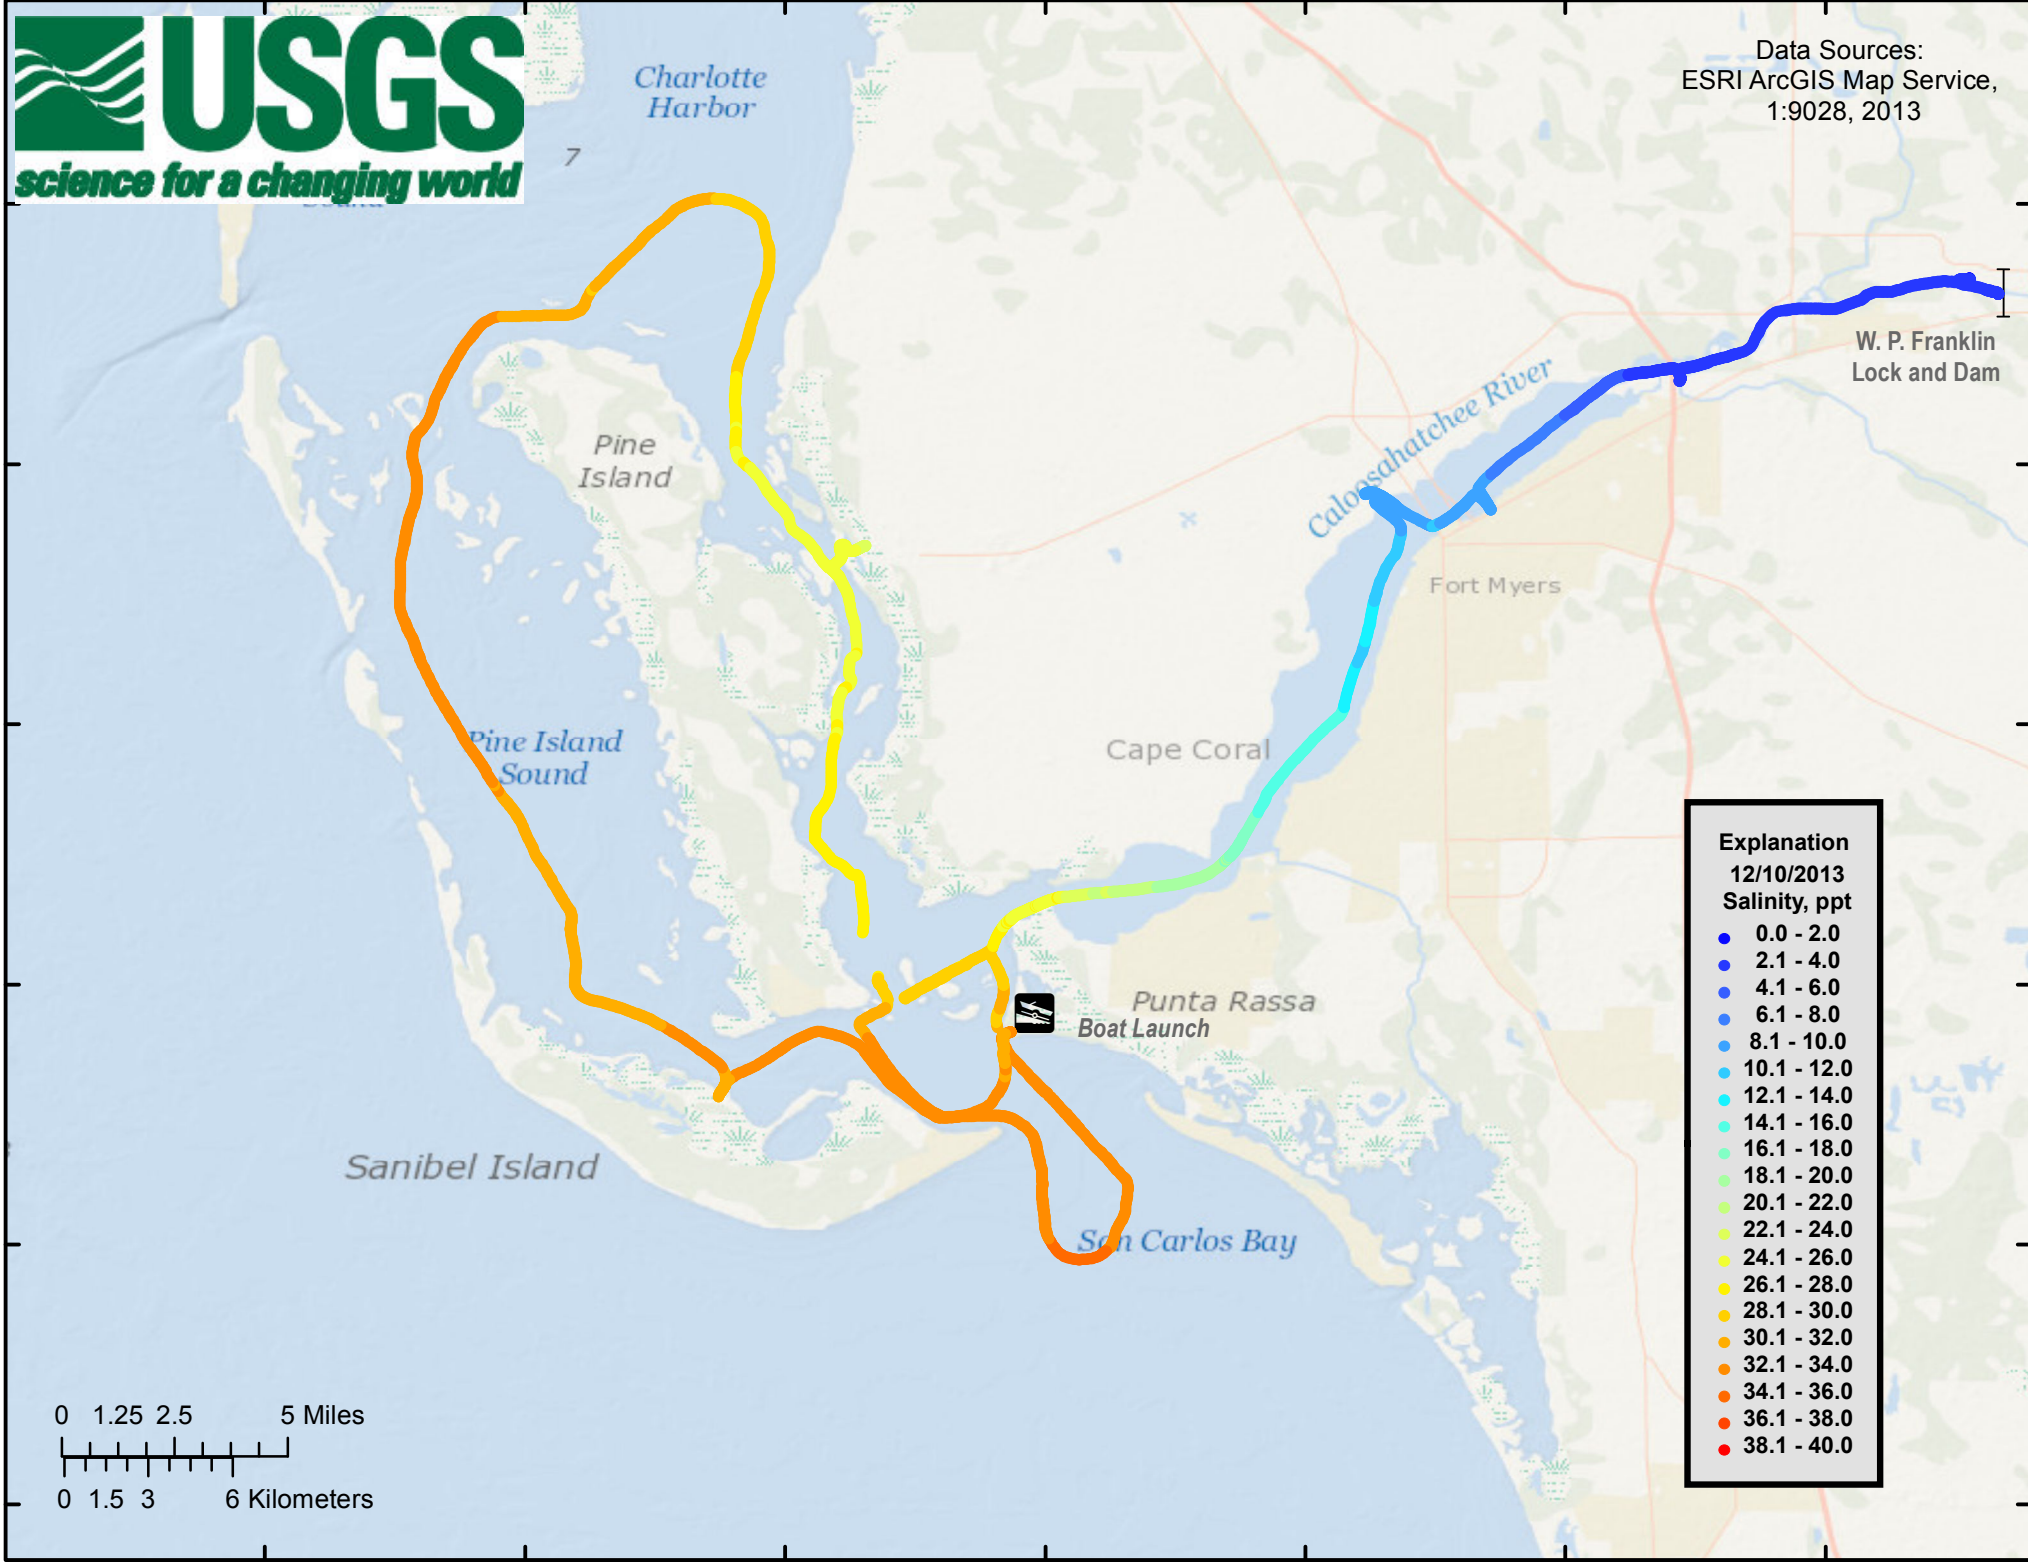 USGS
science for a changing world
Data Sources:
ESRI ArcGIS Map Service,
1:9028, 2013
Charlotte
Harbor
7
W. P. Franklin
Lock and Dam
Caloosahatchee River
Pine
Island
Fort Myers
Pine Island
Sound
Cape Coral
Punta Rassa
Boat Launch
Sanibel Island
San Carlos Bay
Explanation
12/10/2013
Salinity, ppt
0.0 - 2.0
2.1 - 4.0
4.1 - 6.0
6.1 - 8.0
8.1 - 10.0
10.1 - 12.0
12.1 - 14.0
14.1 - 16.0
16.1 - 18.0
18.1 - 20.0
20.1 - 22.0
22.1 - 24.0
24.1 - 26.0
26.1 - 28.0
28.1 - 30.0
30.1 - 32.0
32.1 - 34.0
34.1 - 36.0
36.1 - 38.0
38.1 - 40.0
0 1.25 2.5 5 Miles
0 1.5 3 6 Kilometers